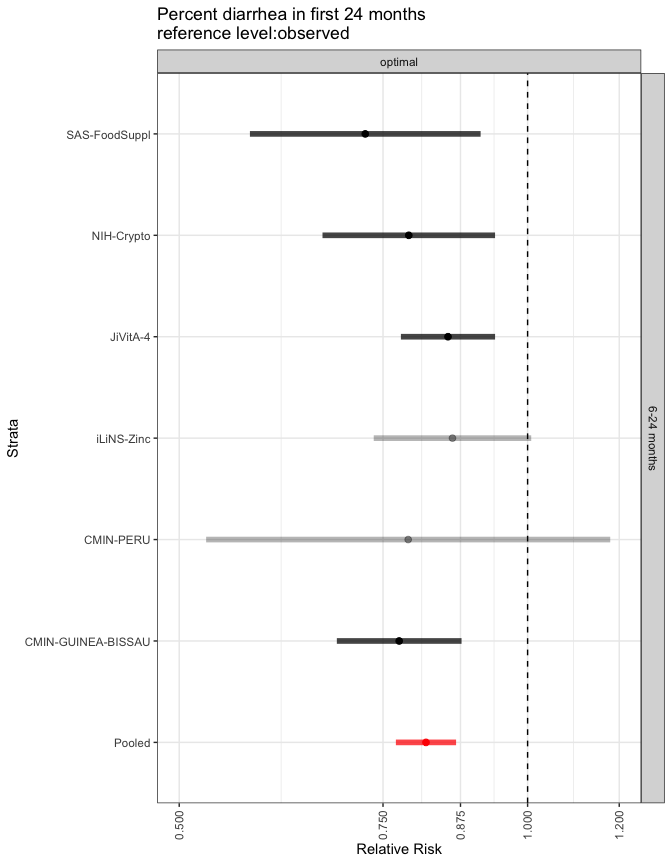 Percent diarrhea in first 24 months
reference level:observed
optimal
SAS-FoodSuppl
NIH-Crypto
JiVitA-4
iLiNS-Zinc
CMIN-PERU
CMIN-GUINEA-BISSAU
Pooled
Strata
6-24 months
0.500
0.750
0.875
1.000
1.200
Relative Risk